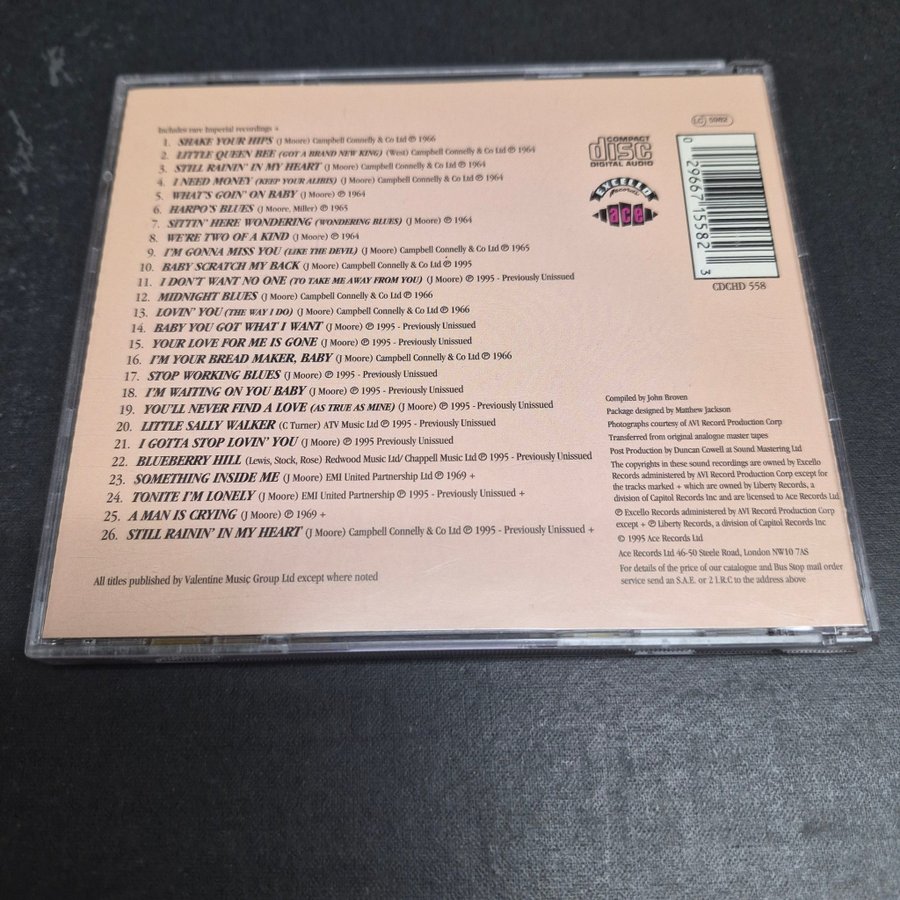 Includes rare Imperial recordings +
1. SHAKE YOUR HIPS (J Moore) Campbell Connelly & Co Ltd ℗ 1966
2. LITTLE QUEEN BEE (GOT A BRAND NEW KING) (West) Campbell Connelly & Co Ltd ℗ 1964
3. STILL RAININ' IN MY HEART (J Moore) Campbell Connelly & Co Ltd ℗ 1964
4. I NEED MONEY (KEEP YOUR ALIBIS) (J Moore) Campbell Connelly & Co Ltd ℗ 1964
5. WHAT'S GOIN' ON BABY (J Moore) ℗ 1964
6. HARPO'S BLUES (J Moore, Miller) ℗ 1965
7. SITTIN' HERE WONDERING (WONDERING BLUES) (J Moore) ℗ 1964
8. WE'RE TWO OF A KIND (J Moore) ℗ 1964
9. I'M GONNA MISS YOU (LIKE THE DEVIL) (J Moore) Campbell Connelly & Co Ltd ℗ 1965
10. BABY SCRATCH MY BACK (J Moore) Campbell Connelly & Co Ltd ℗ 1995
11. I DON'T WANT NO ONE (TO TAKE ME AWAY FROM YOU) (J Moore) ℗ 1995 - Previously Unissued
12. MIDNIGHT BLUES (J Moore) Campbell Connelly & Co Ltd ℗ 1966
13. LOVIN' YOU (THE WAY I DO) (J Moore) Campbell Connelly & Co Ltd ℗ 1966
14. BABY YOU GOT WHAT I WANT (J Moore) ℗ 1995 - Previously Unissued
15. YOUR LOVE FOR ME IS GONE (J Moore) ℗ 1995 - Previously Unissued
16. I'M YOUR BREAD MAKER, BABY (J Moore) Campbell Connelly & Co Ltd ℗ 1966
17. STOP WORKING BLUES (J Moore) ℗ 1995 - Previously Unissued
18. I'M WAITING ON YOU BABY (J Moore) ℗ 1995 - Previously Unissued
19. YOU'LL NEVER FIND A LOVE (AS TRUE AS MINE) (J Moore) ℗ 1995 - Previously Unissued
20. LITTLE SALLY WALKER (C Turner) ATV Music Ltd ℗ 1995 - Previously Unissued
21. I GOTTA STOP LOVIN' YOU (J Moore) ℗ 1995 Previously Unissued
22. BLUEBERRY HILL (Lewis, Stock, Rose) Redwood Music Ltd/ Chappell Music Ltd ℗ 1995 - Previously Unissued
23. SOMETHING INSIDE ME (J Moore) EMI United Partnership Ltd ℗ 1969 +
24. TONITE I'M LONELY (J Moore) EMI United Partnership ℗ 1995 - Previously Unissued +
25. A MAN IS CRYING (J Moore) ℗ 1969 +
26. STILL RAININ' IN MY HEART (J Moore) Campbell Connelly & Co Ltd ℗ 1995 - Previously Unissued +
All titles published by Valentine Music Group Ltd except where noted
COMPACT
disc
DIGITAL AUDIO
EXCELLO
Records
ace
LC 5982
0 29667 15582 3
CDCHD 558
Compiled by John Broven
Package designed by Matthew Jackson
Photographs courtesy of AVI Record Production Corp
Transferred from original analogue master tapes
Post Production by Duncan Cowell at Sound Mastering Ltd
The copyrights in these sound recordings are owned by Excello
Records administered by AVI Record Production Corp except for
the tracks marked + which are owned by Liberty Records, a
division of Capitol Records Inc and are licensed to Ace Records Ltd
℗ Excello Records administered by AVI Record Production Corp
except + ℗ Liberty Records, a division of Capitol Records Inc
© 1995 Ace Records Ltd
Ace Records Ltd 46-50 Steele Road, London NW10 7AS
For details of the price of our catalogue and Bus Stop mail order
service send an S.A.E. or 2 I.R.C to the address above